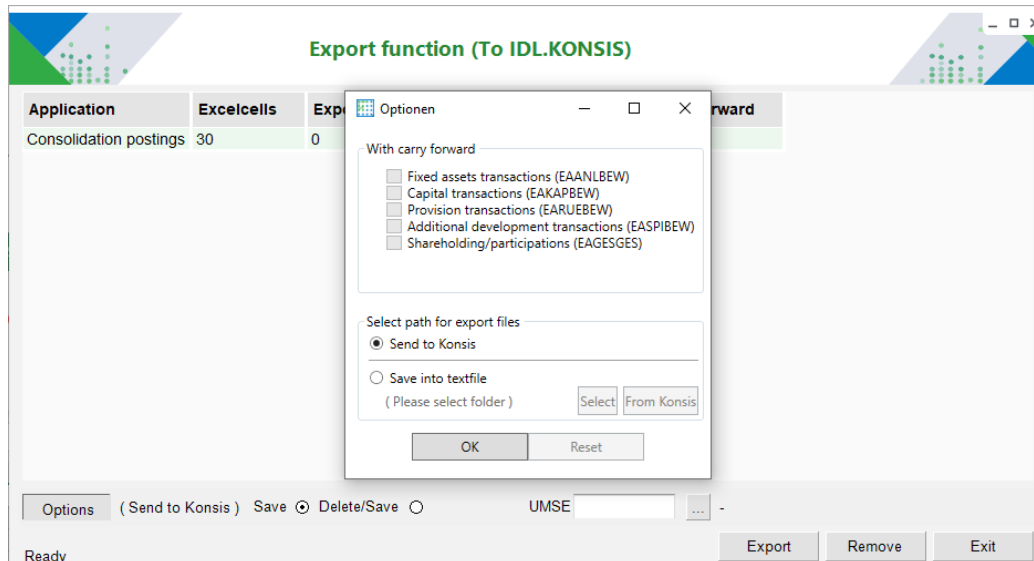 Export function (To IDL.KONSIS)
Application Excelcells
Consolidation postings 30 0
Optionen
With carry forward
Fixed assets transactions (EAANLBEW)
Capital transactions (EAKAPBEW)
Provision transactions (EARUEBEW)
Additional development transactions (EASPIBEW)
Shareholding/participations (EAGESGES)
Select path for export files
Send to Konsis
Save into textfile
( Please select folder ) Select From Konsis
OK Reset
Options ( Send to Konsis ) Save Delete/Save UMSE ... -
Export Remove Exit
Ready